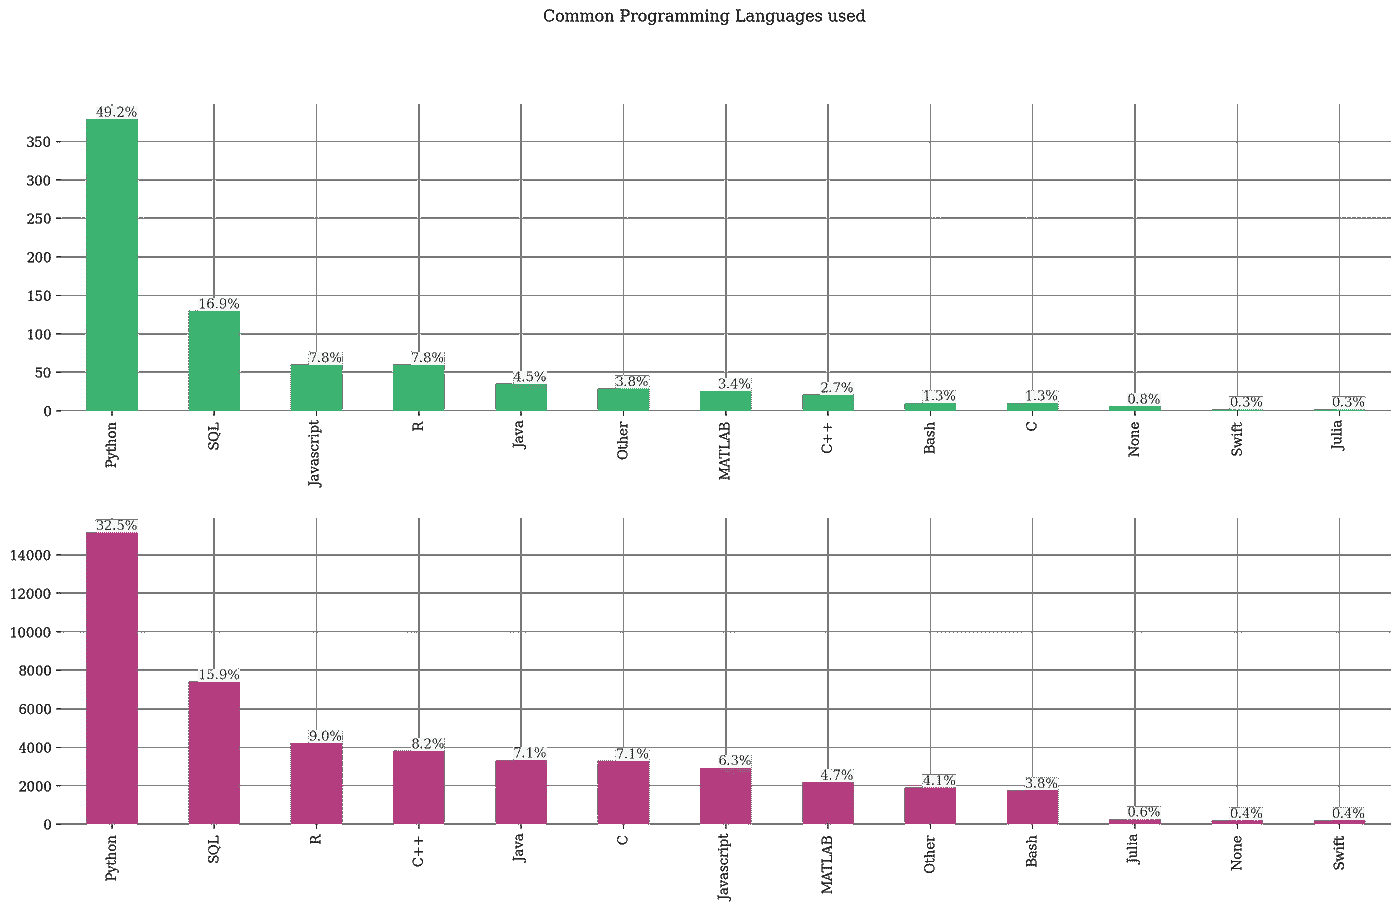 Common Programming Languages used
49.2%
350
300
250
200
150
100
50
0
16.9%
7.8%
7.8%
4.5%
3.8%
3.4%
2.7%
1.3%
1.3%
0.8%
0.3%
0.3%
Python
SQL
Javascript
R
Java
Other
MATLAB
C++
Bash
C
None
Swift
Julia
32.5%
14000
12000
10000
8000
6000
4000
2000
0
15.9%
9.0%
8.2%
7.1%
7.1%
6.3%
4.7%
4.1%
3.8%
0.6%
0.4%
0.4%
Python
SQL
R
C++
Java
C
Javascript
MATLAB
Other
Bash
Julia
None
Swift